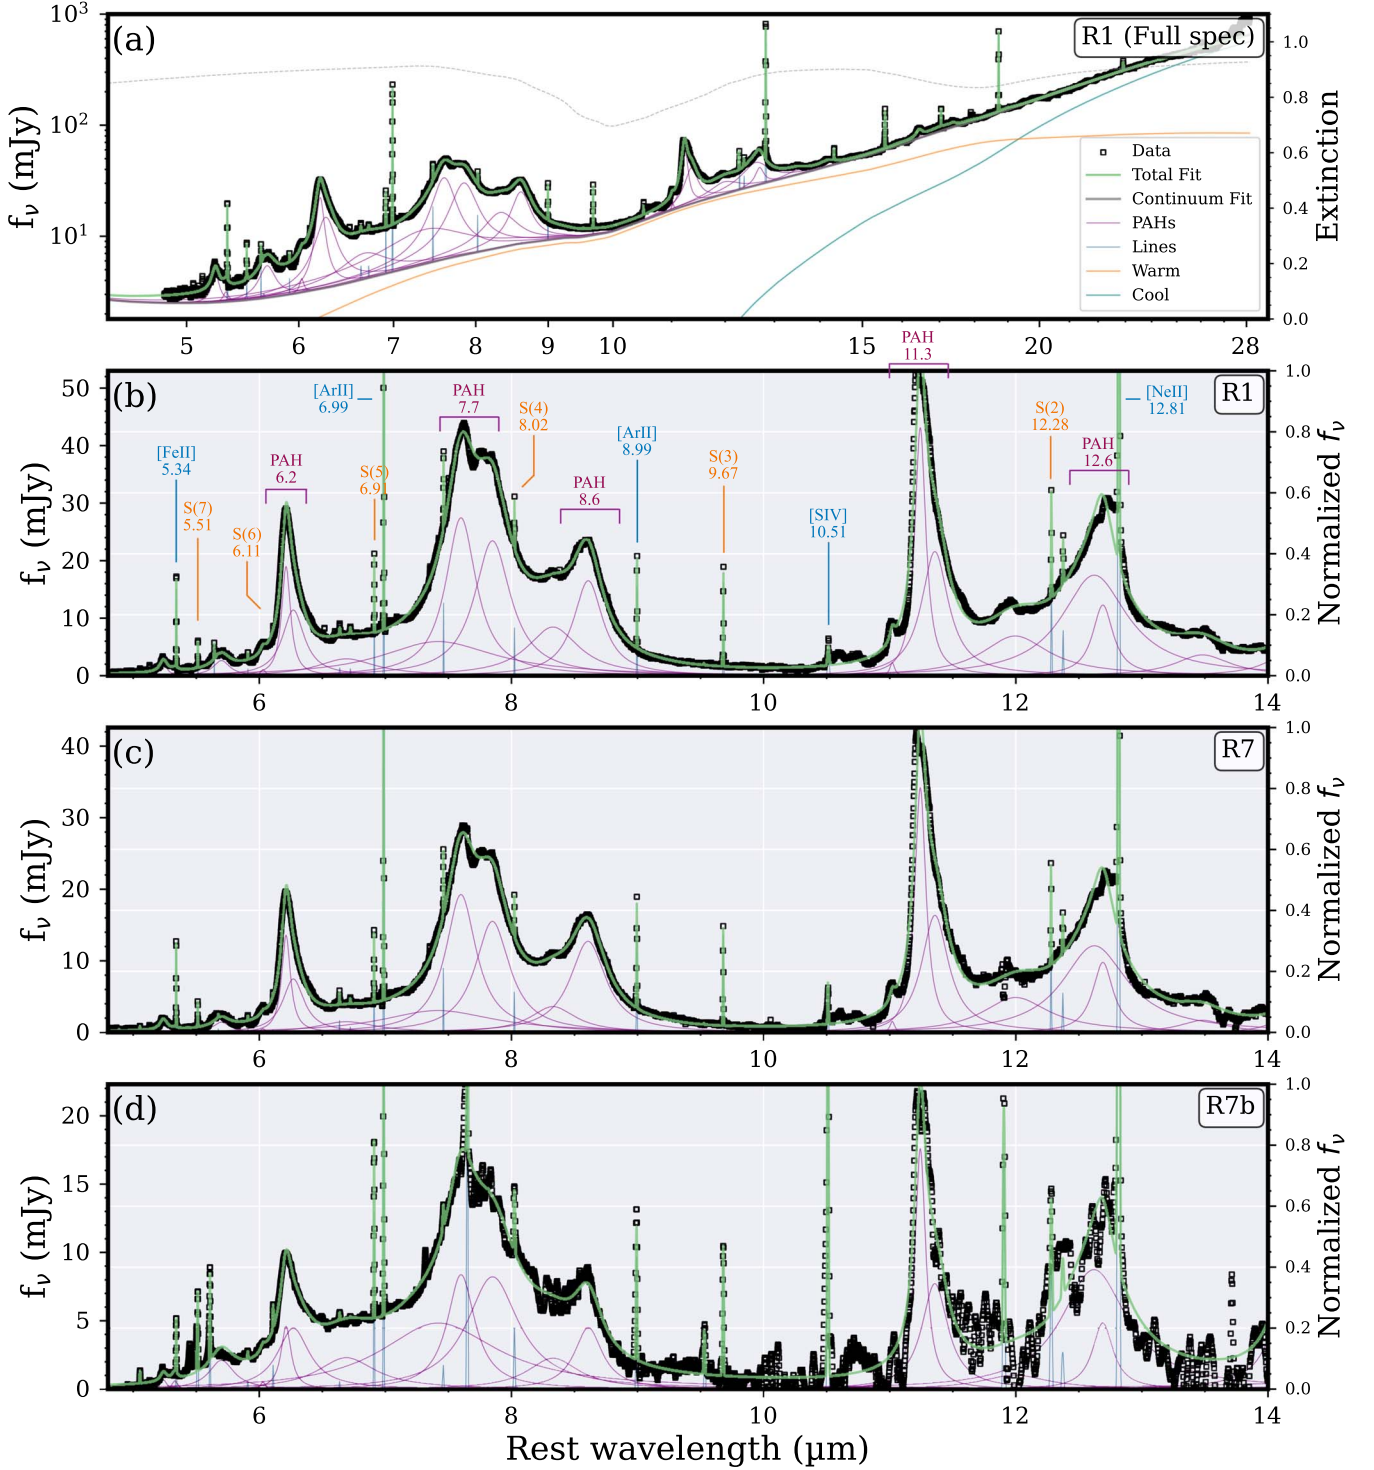 (a)
R1 (Full spec)
10³
10²
10¹
f_ν (mJy)
1.0
0.8
0.6
0.4
0.2
0.0
Extinction
Data
Total Fit
Continuum Fit
PAHs
Lines
Warm
Cool
5 6 7 8 9 10 15 20 28
(b)
R1
PAH
11.3
[ArII]
6.99
PAH
7.7
S(4)
8.02
[NeII]
12.81
[FeII]
5.34
S(7)
5.51
S(6)
6.11
PAH
6.2
S(5)
6.91
PAH
8.6
[ArII]
8.99
S(3)
9.67
[SIV]
10.51
S(2)
12.28
PAH
12.6
50
40
30
20
10
0
f_ν (mJy)
1.0
0.8
0.6
0.4
0.2
0.0
Normalized f_ν
6 8 10 12 14
(c)
R7
40
30
20
10
0
f_ν (mJy)
1.0
0.8
0.6
0.4
0.2
0.0
Normalized f_ν
6 8 10 12 14
(d)
R7b
20
15
10
5
0
f_ν (mJy)
1.0
0.8
0.6
0.4
0.2
0.0
Normalized f_ν
6 8 10 12 14
Rest wavelength (µm)